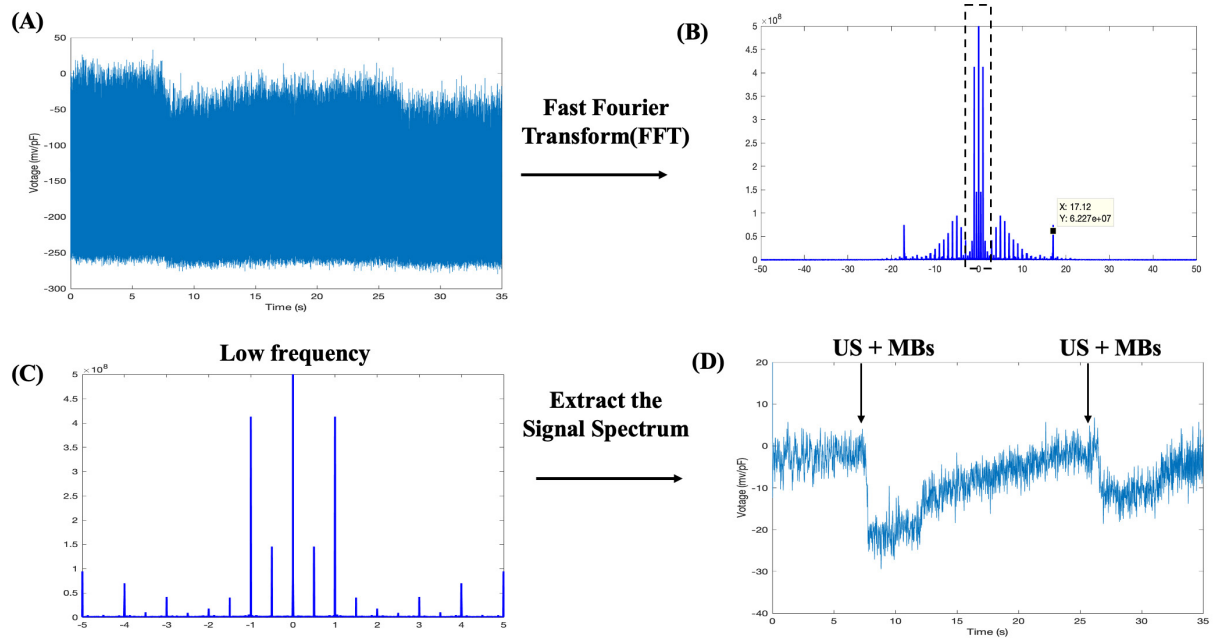 (A)
50
0
-50
-100
-150
-200
-250
-300
Votage (mv/pF)
0 5 10 15 20 25 30 35
Time (s)
Fast Fourier
Transform(FFT)
(B)
×10⁸
5
4.5
4
3.5
3
2.5
2
1.5
1
0.5
0
X: 17.12
Y: 6.227e+07
-50 -40 -30 -20 -10 0 10 20 30 40 50
(C)
Low frequency
×10⁸
5
4.5
4
3.5
3
2.5
2
1.5
1
0.5
0
-5 -4 -3 -2 -1 0 1 2 3 4 5
Extract the
Signal Spectrum
(D)
US + MBs US + MBs
20
10
0
-10
-20
-30
-40
Votage (mv/pF)
0 5 10 15 20 25 30 35
Time (s)